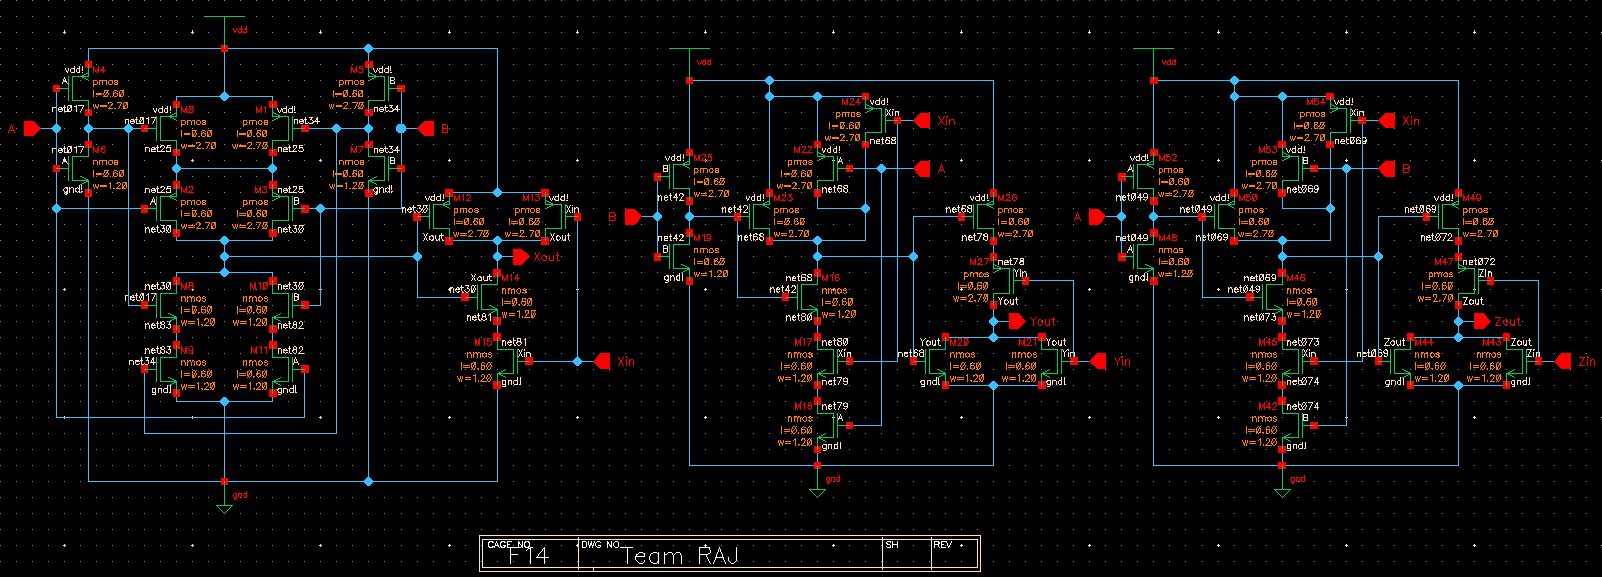 vdd
A
A
vdd!
M4
pmos
l=0.60
w=2.70
net017
net017
M6
nmos
l=0.60
w=1.20
A
gnd!
vdd!
M0
pmos
l=0.60
w=2.70
net017
net25
vdd!
M1
pmos
l=0.60
w=2.70
net34
net25
M5
vdd!
B
pmos
l=0.60
w=2.70
net34
B
net34
M7
nmos
l=0.60
w=1.20
gnd!
net25
M2
pmos
l=0.60
w=2.70
net30
net25
M3
pmos
l=0.60
w=2.70
net30
net30
M8
nmos
l=0.60
w=1.20
net017
net83
net30
M10
B
nmos
l=0.60
w=1.20
net82
net83
M9
nmos
l=0.60
w=1.20
net34
gnd!
net82
M11
A
nmos
l=0.60
w=1.20
gnd!
gnd
vdd!
M12
pmos
l=0.60
w=2.70
net30
Xout
M13
vdd!
Xin
pmos
l=0.60
w=2.70
Xout
Xout
Xout
M14
nmos
l=0.60
w=1.20
net30
net81
M15
net81
Xin
nmos
l=0.60
w=1.20
gnd!
Xin
vdd
B
vdd!
M25
pmos
l=0.60
w=2.70
B
net42
net42
M19
nmos
l=0.60
w=1.20
B
gnd!
M24
vdd!
Xin
pmos
l=0.60
w=2.70
net68
Xin
M22
vdd!
A
pmos
l=0.60
w=2.70
net68
A
vdd!
M23
pmos
l=0.60
w=2.70
net42
net68
net68
M16
nmos
l=0.60
w=1.20
net42
net80
M17
net80
Xin
nmos
l=0.60
w=1.20
net79
M18
net79
A
nmos
l=0.60
w=1.20
gnd!
gnd
vdd!
M26
pmos
l=0.60
w=2.70
net68
net78
M27
net78
Yin
pmos
l=0.60
w=2.70
Yout
Yout
Yout
M20
nmos
l=0.60
w=1.20
net68
gnd!
M21
Yout
Yin
nmos
l=0.60
w=1.20
gnd!
Yin
vdd
A
vdd!
M52
pmos
l=0.60
w=2.70
A
net049
net049
M48
nmos
l=0.60
w=1.20
A
gnd!
M54
vdd!
Xin
pmos
l=0.60
w=2.70
net069
Xin
M53
vdd!
B
pmos
l=0.60
w=2.70
net069
B
vdd!
M50
pmos
l=0.60
w=2.70
net049
net069
net069
M46
nmos
l=0.60
w=1.20
net049
net073
M45
net073
Xin
nmos
l=0.60
w=1.20
net074
M42
net074
B
nmos
l=0.60
w=1.20
gnd!
gnd
vdd!
M49
pmos
l=0.60
w=2.70
net069
net072
M47
net072
Zin
pmos
l=0.60
w=2.70
Zout
Zout
Zout
M44
nmos
l=0.60
w=1.20
net069
gnd!
M43
Zout
Zin
nmos
l=0.60
w=1.20
gnd!
Zin
CAGE NO
F14
DWG NO
Team RAJ
SH
REV